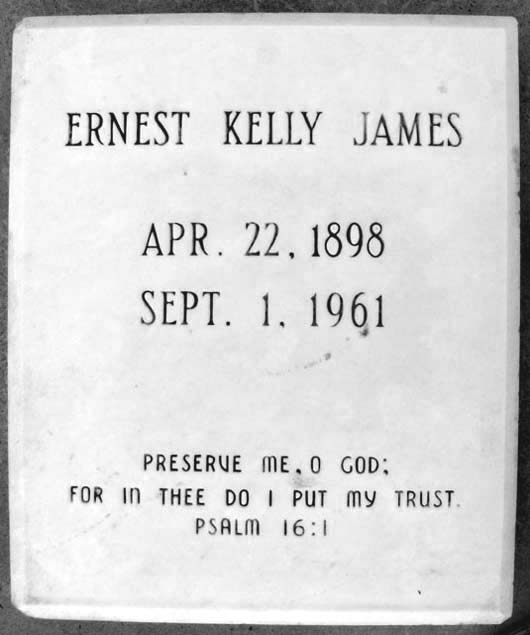 ERNEST KELLY JAMES
APR. 22, 1898
SEPT. 1, 1961
PRESERVE ME, O GOD;
FOR IN THEE DO I PUT MY TRUST.
PSALM 16:1